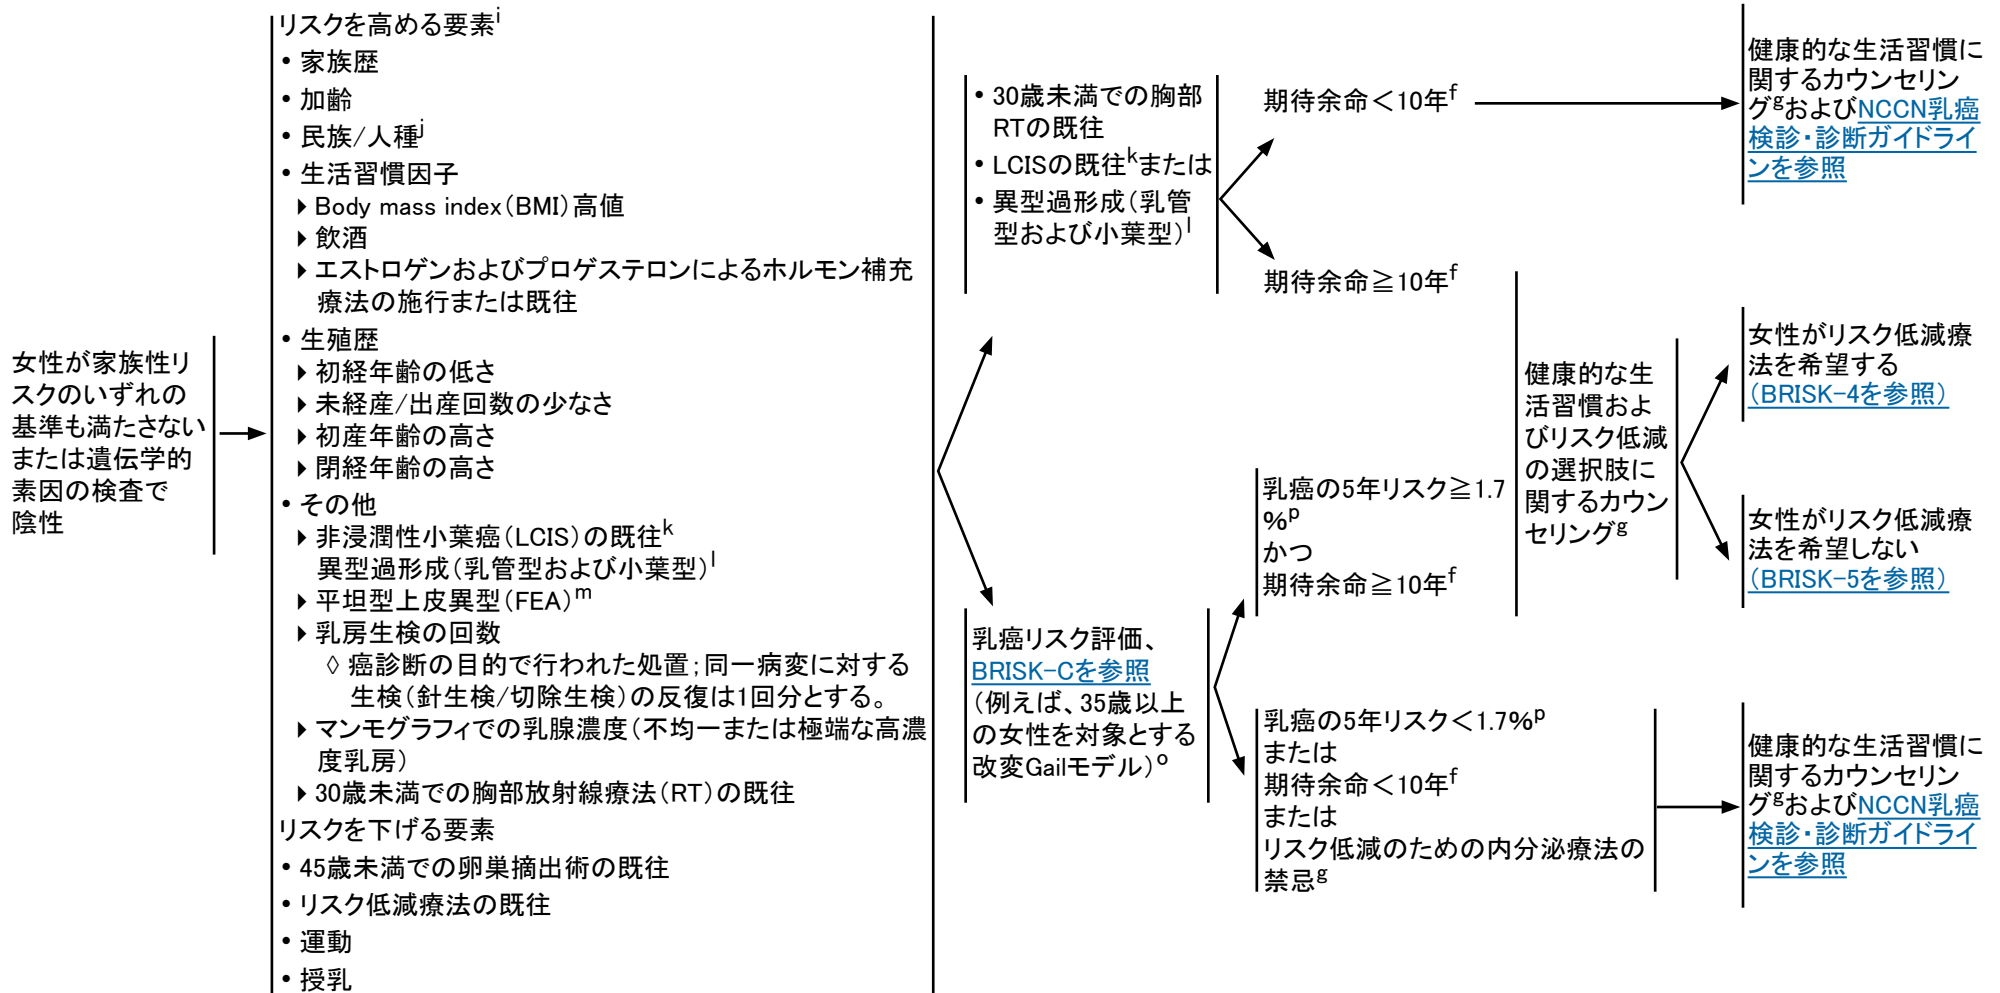 女性が家族性リ
スクのいずれの
基準も満たさない
または遺伝学的
素因の検査で
陰性
リスクを高める要素i
• 家族歴
• 加齢
• 民族/人種j
• 生活習慣因子
▸ Body mass index(BMI)高値
▸ 飲酒
▸ エストロゲンおよびプロゲステロンによるホルモン補充
療法の施行または既往
• 生殖歴
▸ 初経年齢の低さ
▸ 未経産/出産回数の少なさ
▸ 初産年齢の高さ
▸ 閉経年齢の高さ
• その他
▸ 非浸潤性小葉癌(LCIS)の既往k
異型過形成(乳管型および小葉型)l
▸ 平坦型上皮異型(FEA)m
▸ 乳房生検の回数
◊ 癌診断の目的で行われた処置;同一病変に対する
生検(針生検/切除生検)の反復は1回分とする。
▸ マンモグラフィでの乳腺濃度(不均一または極端な高濃
度乳房)
▸ 30歳未満での胸部放射線療法(RT)の既往
リスクを下げる要素
• 45歳未満での卵巣摘出術の既往
• リスク低減療法の既往
• 運動
• 授乳
• 30歳未満での胸部
RTの既往
• LCISの既往kまたは
• 異型過形成(乳管
型および小葉型)l
期待余命<10年f
期待余命≧10年f
健康的な生活習慣に
関するカウンセリン
グgおよびNCCN乳癌
検診・診断ガイドライ
ンを参照
乳癌リスク評価、
BRISK-Cを参照
(例えば、35歳以上
の女性を対象とする
改変Gailモデル)o
乳癌の5年リスク≧1.7
%p
かつ
期待余命≧10年f
健康的な生
活習慣およ
びリスク低減
の選択肢に
関するカウン
セリングg
女性がリスク低減療
法を希望する
(BRISK-4を参照)
女性がリスク低減療
法を希望しない
(BRISK-5を参照)
乳癌の5年リスク<1.7%p
または
期待余命<10年f
または
リスク低減のための内分泌療法の
禁忌g
健康的な生活習慣に
関するカウンセリン
グgおよびNCCN乳癌
検診・診断ガイドライ
ンを参照